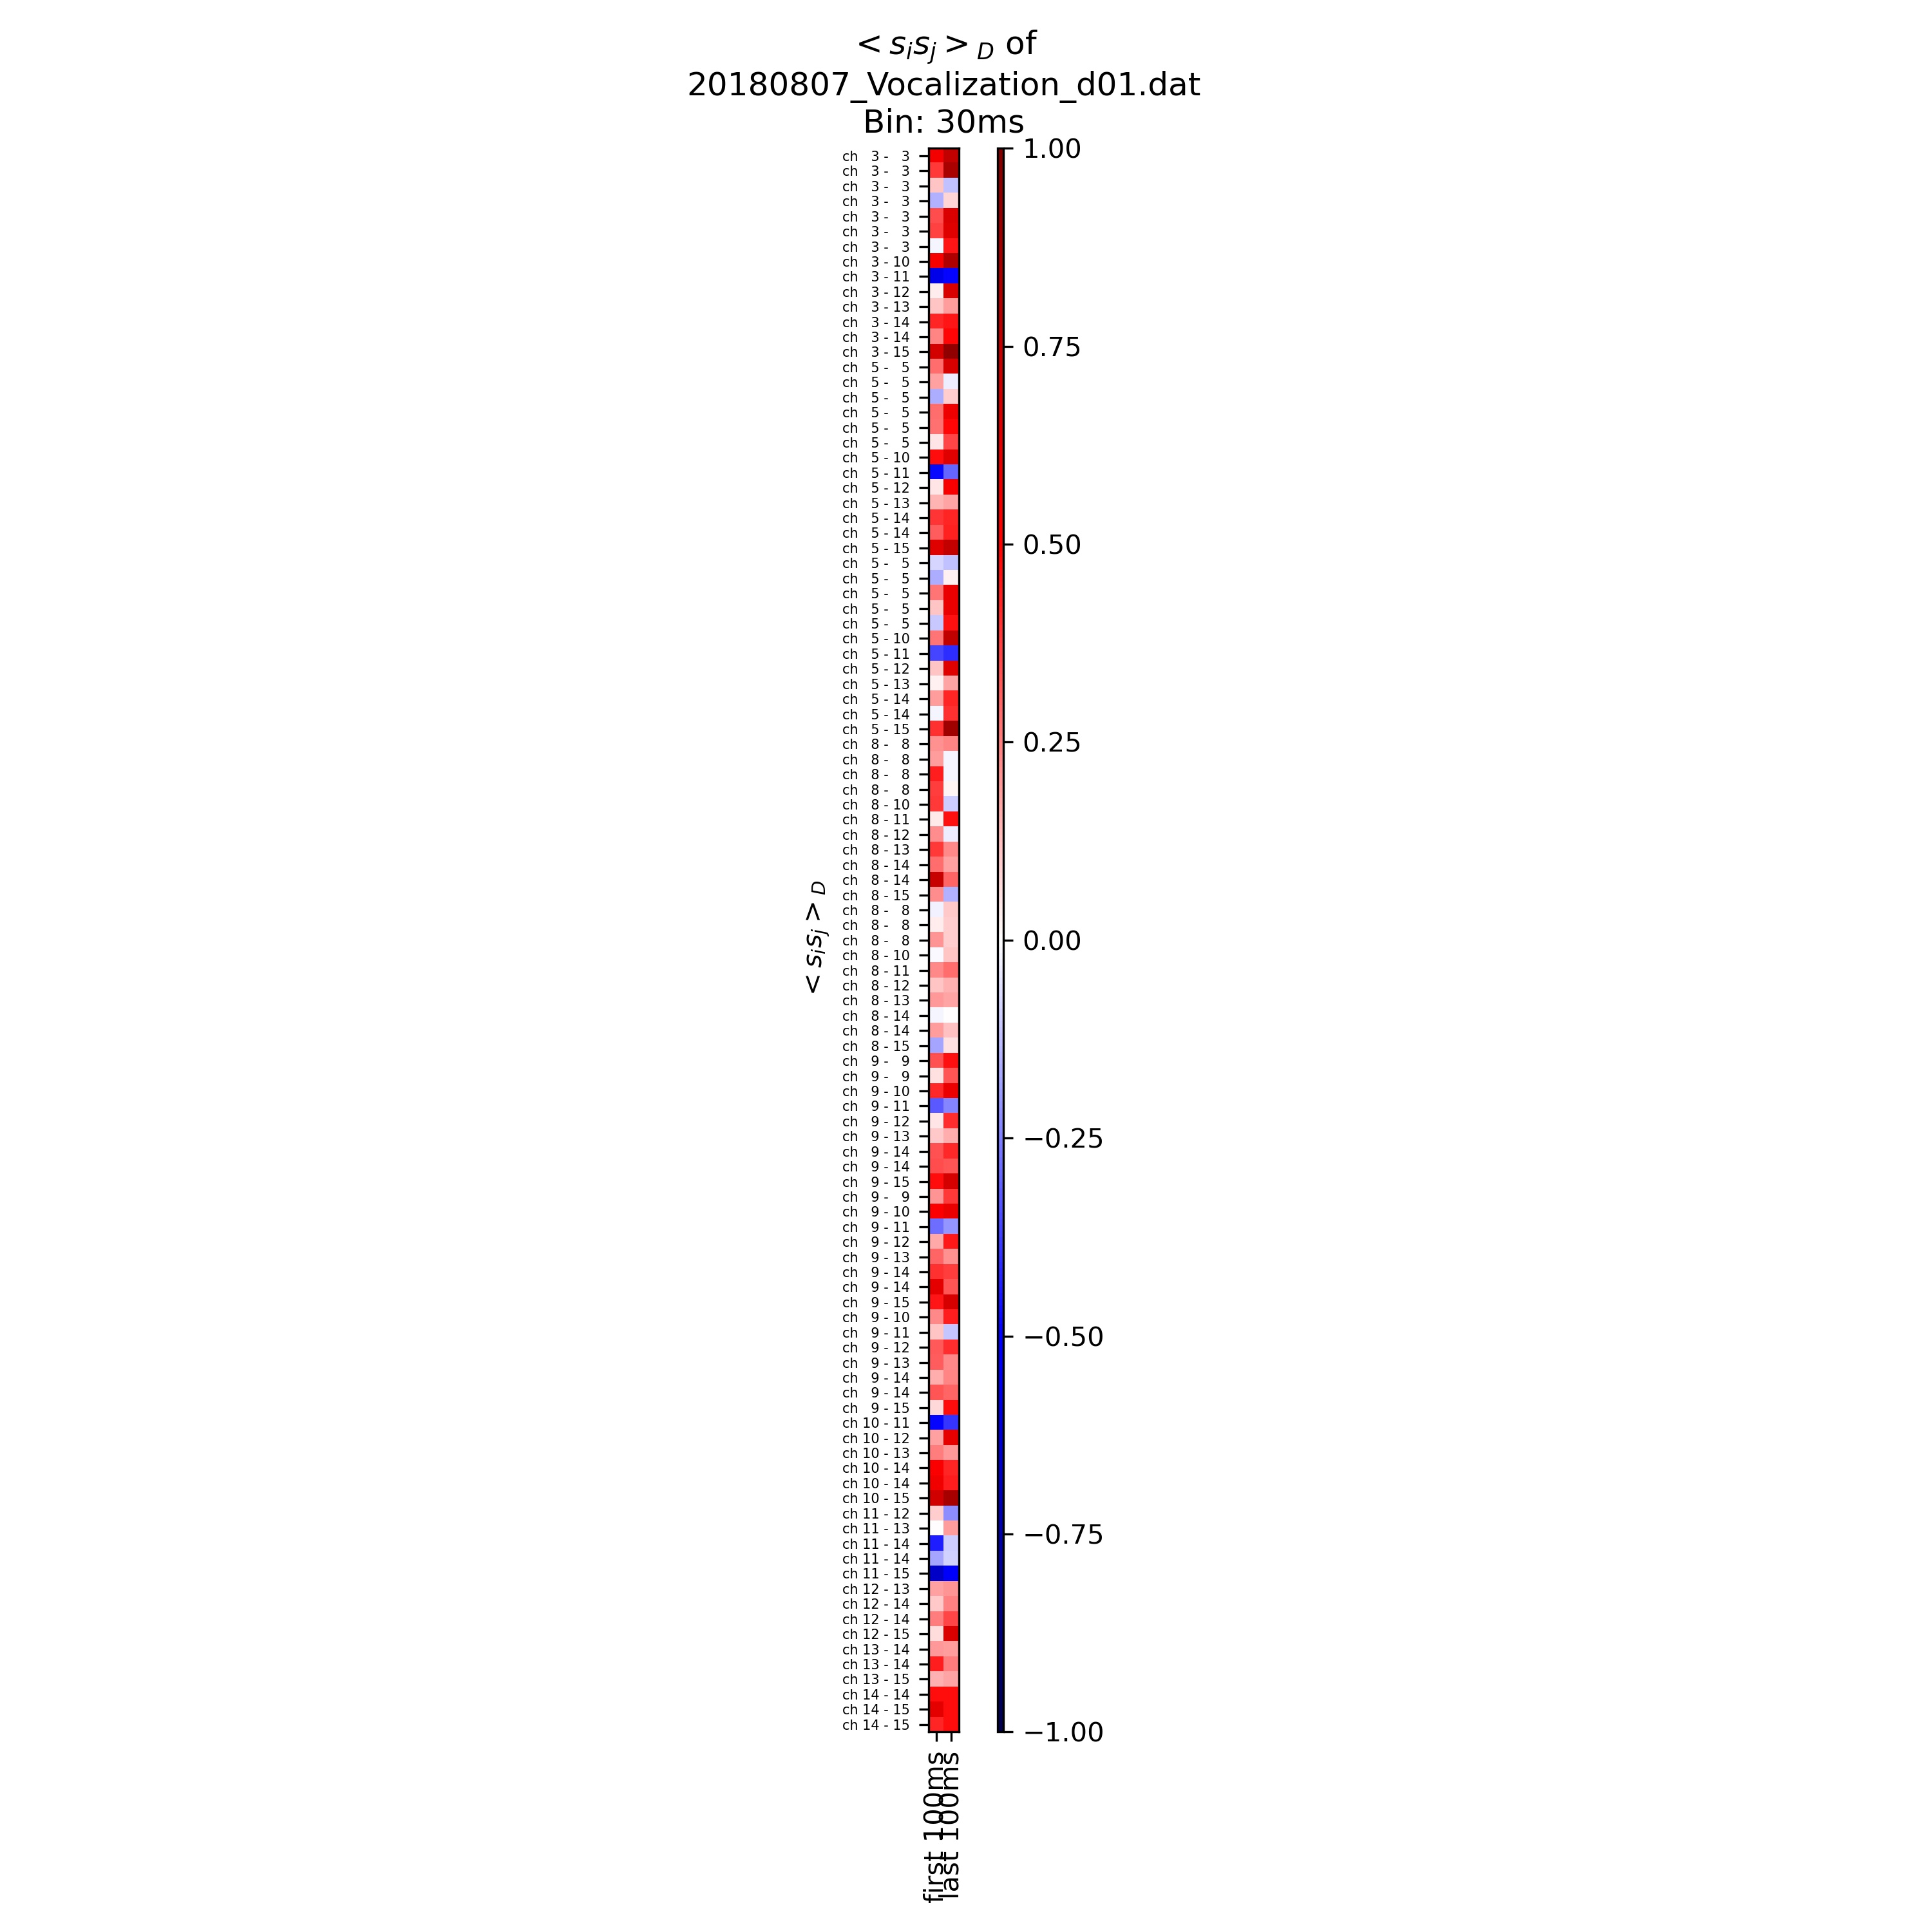 < s_i s_j >_D of
20180807_Vocalization_d01.dat
Bin: 30ms
ch 3 - 3
ch 3 - 3
ch 3 - 3
ch 3 - 3
ch 3 - 3
ch 3 - 3
ch 3 - 3
ch 3 - 10
ch 3 - 11
ch 3 - 12
ch 3 - 13
ch 3 - 14
ch 3 - 14
ch 3 - 15
ch 5 - 5
ch 5 - 5
ch 5 - 5
ch 5 - 5
ch 5 - 5
ch 5 - 5
ch 5 - 10
ch 5 - 11
ch 5 - 12
ch 5 - 13
ch 5 - 14
ch 5 - 14
ch 5 - 15
ch 5 - 5
ch 5 - 5
ch 5 - 5
ch 5 - 5
ch 5 - 5
ch 5 - 10
ch 5 - 11
ch 5 - 12
ch 5 - 13
ch 5 - 14
ch 5 - 14
ch 5 - 15
ch 8 - 8
ch 8 - 8
ch 8 - 8
ch 8 - 8
ch 8 - 10
ch 8 - 11
ch 8 - 12
ch 8 - 13
ch 8 - 14
ch 8 - 14
ch 8 - 15
ch 8 - 8
ch 8 - 8
ch 8 - 8
ch 8 - 10
ch 8 - 11
ch 8 - 12
ch 8 - 13
ch 8 - 14
ch 8 - 14
ch 8 - 15
ch 9 - 9
ch 9 - 9
ch 9 - 10
ch 9 - 11
ch 9 - 12
ch 9 - 13
ch 9 - 14
ch 9 - 14
ch 9 - 15
ch 9 - 9
ch 9 - 10
ch 9 - 11
ch 9 - 12
ch 9 - 13
ch 9 - 14
ch 9 - 14
ch 9 - 15
ch 9 - 10
ch 9 - 11
ch 9 - 12
ch 9 - 13
ch 9 - 14
ch 9 - 14
ch 9 - 15
ch 10 - 11
ch 10 - 12
ch 10 - 13
ch 10 - 14
ch 10 - 14
ch 10 - 15
ch 11 - 12
ch 11 - 13
ch 11 - 14
ch 11 - 14
ch 11 - 15
ch 12 - 13
ch 12 - 14
ch 12 - 14
ch 12 - 15
ch 13 - 14
ch 13 - 14
ch 13 - 15
ch 14 - 14
ch 14 - 15
ch 14 - 15
< s_i s_j >_D
first 100ms
last 100ms
1.00
0.75
0.50
0.25
0.00
−0.25
−0.50
−0.75
−1.00